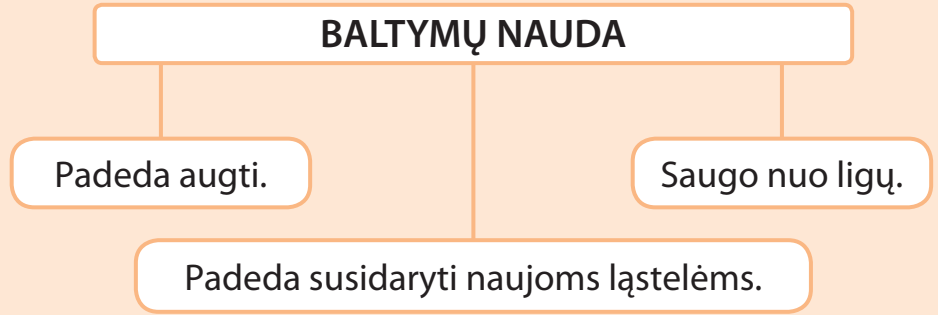 BALTYMŲ NAUDA
Padeda augti.
Saugo nuo ligų.
Padeda susidaryti naujoms ląstelėms.